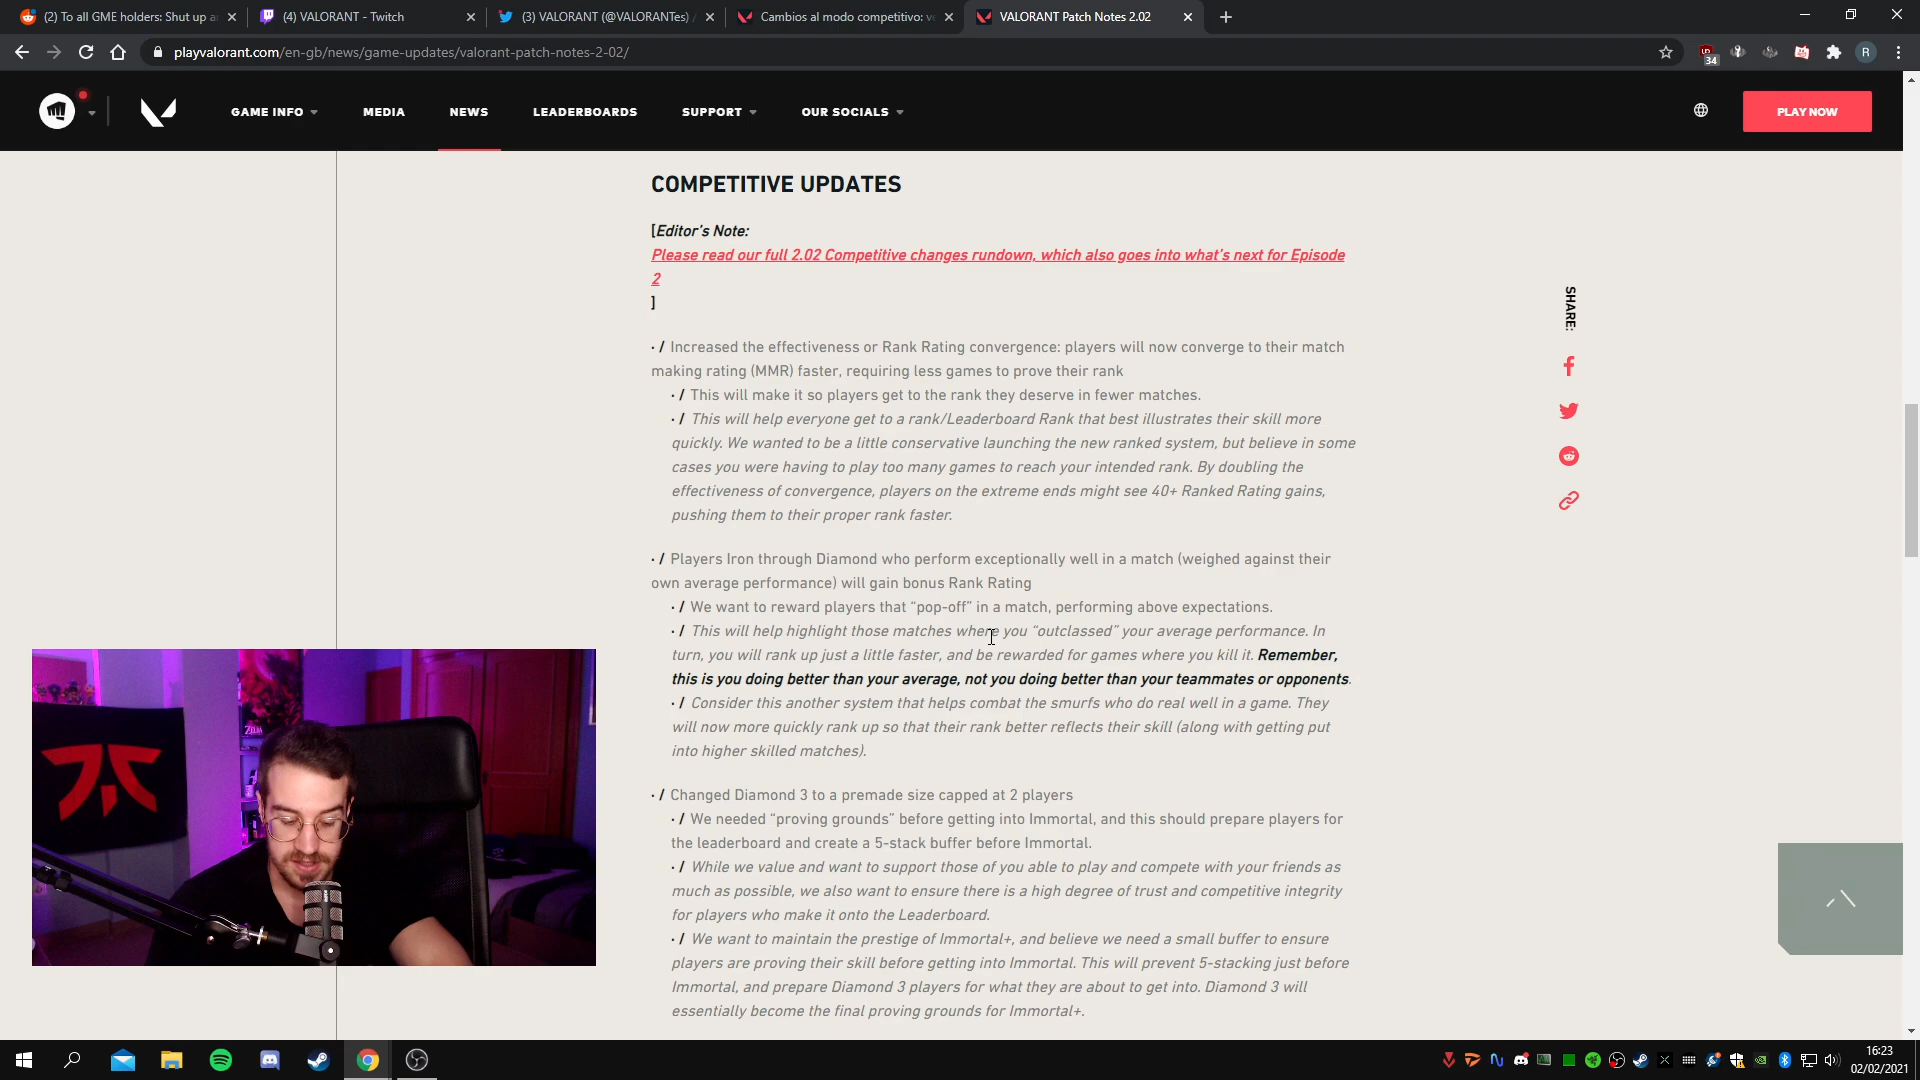 (2) To all GME holders: Shut up a
(4) VALORANT - Twitch
(3) VALORANT (@VALORANTes) /
Cambios al modo competitivo: ve
VALORANT Patch Notes 2.02
playvalorant.com/en-gb/news/game-updates/valorant-patch-notes-2-02/
34
R
GAME INFO
MEDIA
NEWS
LEADERBOARDS
SUPPORT
OUR SOCIALS
PLAY NOW
COMPETITIVE UPDATES
[Editor's Note:
Please read our full 2.02 Competitive changes rundown, which also goes into what's next for Episode
2
]
SHARE:
· / Increased the effectiveness or Rank Rating convergence: players will now converge to their match
making rating (MMR) faster, requiring less games to prove their rank
· / This will make it so players get to the rank they deserve in fewer matches.
· / This will help everyone get to a rank/Leaderboard Rank that best illustrates their skill more
quickly. We wanted to be a little conservative launching the new ranked system, but believe in some
cases you were having to play too many games to reach your intended rank. By doubling the
effectiveness of convergence, players on the extreme ends might see 40+ Ranked Rating gains,
pushing them to their proper rank faster.
· / Players Iron through Diamond who perform exceptionally well in a match (weighed against their
own average performance) will gain bonus Rank Rating
· / We want to reward players that “pop-off” in a match, performing above expectations.
· / This will help highlight those matches where you “outclassed” your average performance. In
turn, you will rank up just a little faster, and be rewarded for games where you kill it. Remember,
this is you doing better than your average, not you doing better than your teammates or opponents.
· / Consider this another system that helps combat the smurfs who do real well in a game. They
will now more quickly rank up so that their rank better reflects their skill (along with getting put
into higher skilled matches).
· / Changed Diamond 3 to a premade size capped at 2 players
· / We needed “proving grounds” before getting into Immortal, and this should prepare players for
the leaderboard and create a 5-stack buffer before Immortal.
· / While we value and want to support those of you able to play and compete with your friends as
much as possible, we also want to ensure there is a high degree of trust and competitive integrity
for players who make it onto the Leaderboard.
· / We want to maintain the prestige of Immortal+, and believe we need a small buffer to ensure
players are proving their skill before getting into Immortal. This will prevent 5-stacking just before
Immortal, and prepare Diamond 3 players for what they are about to get into. Diamond 3 will
essentially become the final proving grounds for Immortal+.
16:23
02/02/2021